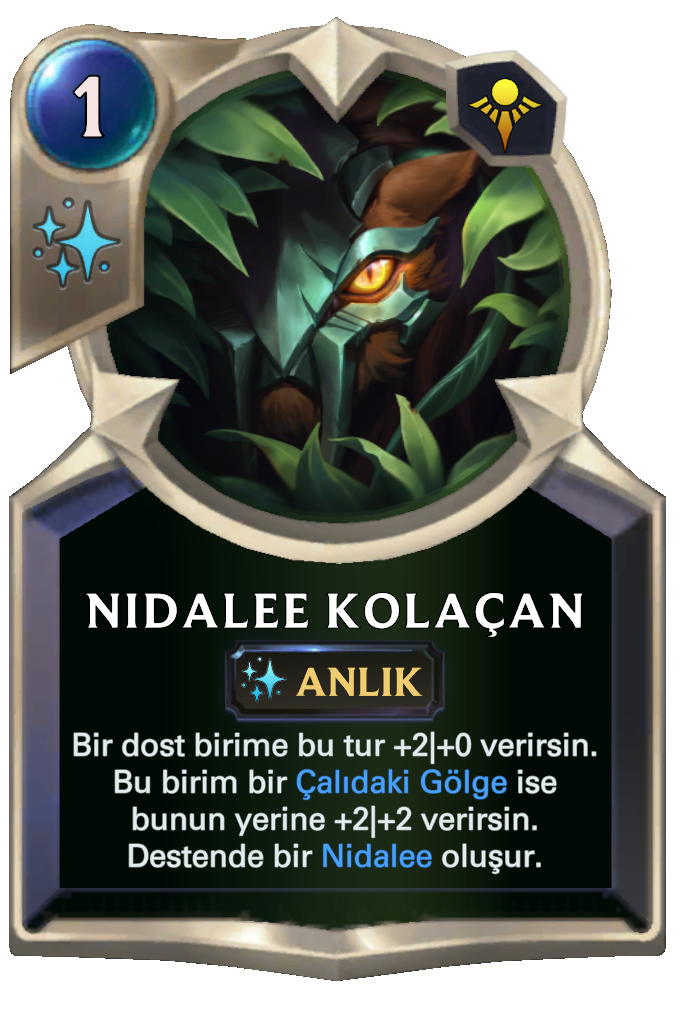 1
NIDALEE KOLAÇAN
ANLIK
Bir dost birime bu tur +2|+0 verirsin.
Bu birim bir Çalıdaki Gölge ise
bunun yerine +2|+2 verirsin.
Destende bir Nidalee oluşur.